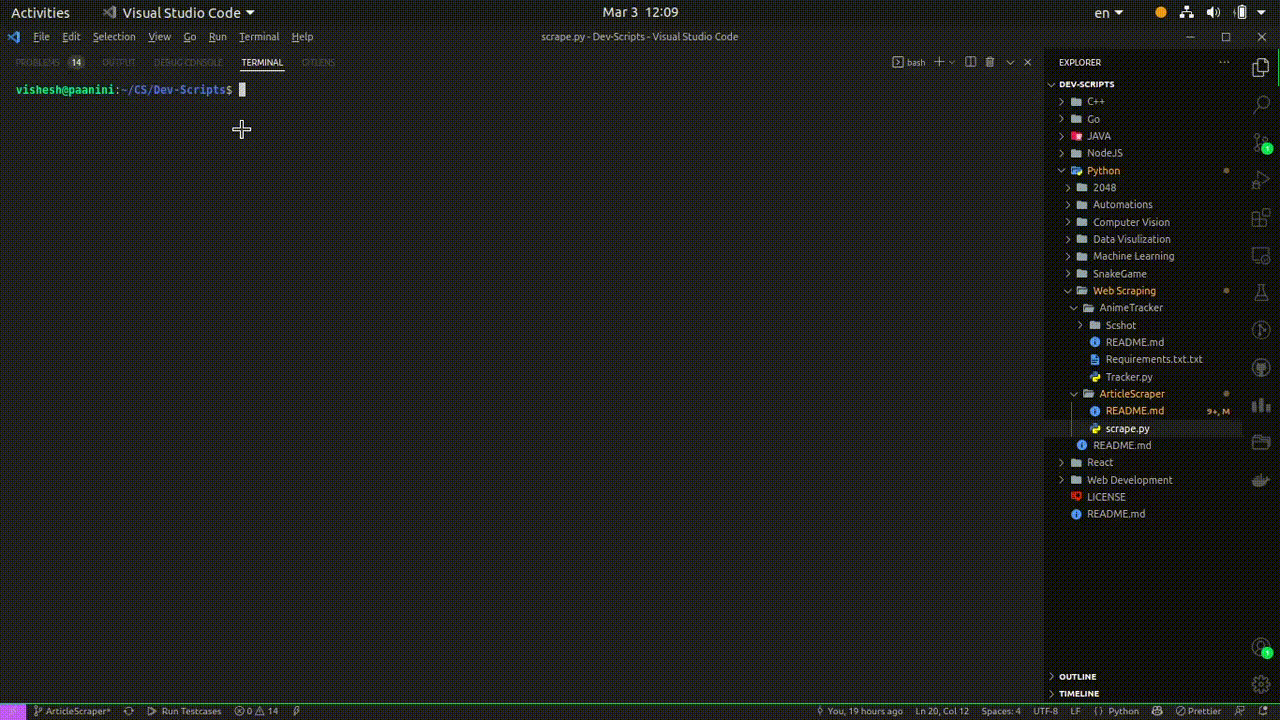 Activities Visual Studio Code Mar 3 12:09 en
File Edit Selection View Go Run Terminal Help scrape.py - Dev-Scripts - Visual Studio Code
PROBLEMS 14 OUTPUT DEBUG CONSOLE TERMINAL GITLENS bash
vishesh@paanini:~/CS/Dev-Scripts$
EXPLORER
DEV-SCRIPTS
C++
Go
JAVA
NodeJS
Python
2048
Automations
Computer Vision
Data Visulization
Machine Learning
SnakeGame
Web Scraping
AnimeTracker
Scshot
README.md
Requirements.txt.txt
Tracker.py
ArticleScraper
README.md 9+, M
scrape.py
README.md
React
Web Development
LICENSE
README.md
OUTLINE
TIMELINE
1
1
ArticleScraper* Run Testcases 0 14 You, 19 hours ago Ln 20, Col 12 Spaces: 4 UTF-8 LF Python Prettier